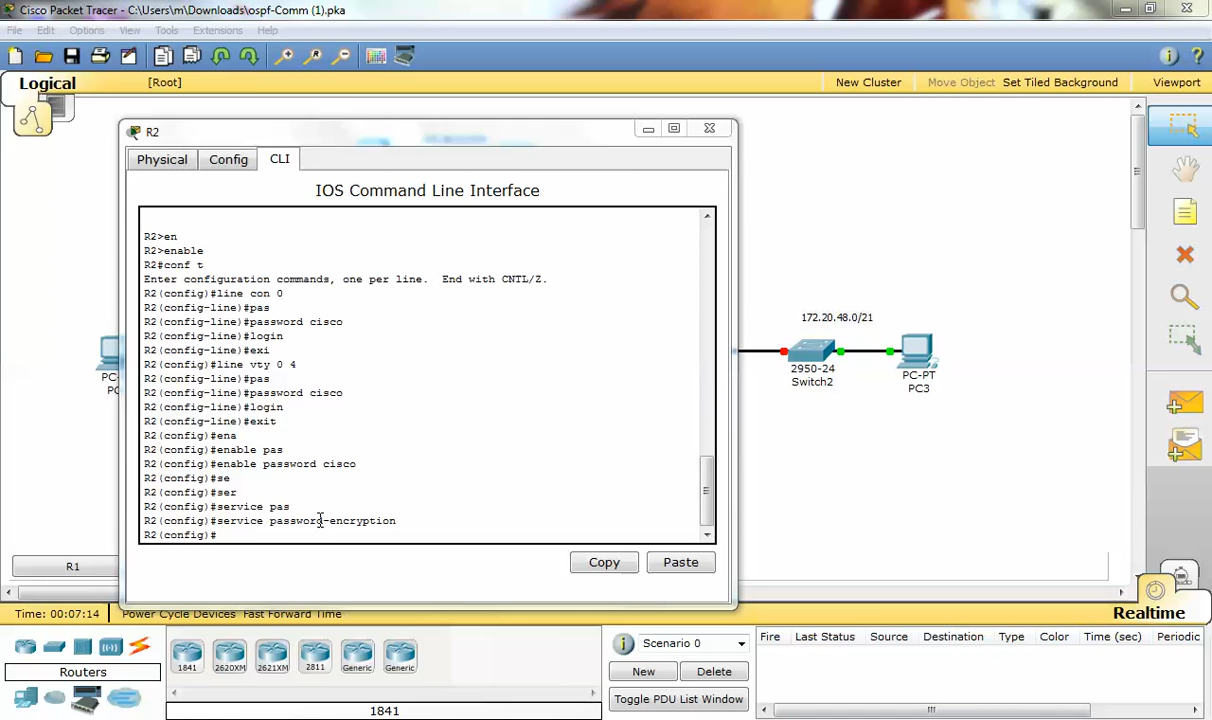 Cisco Packet Tracer - C:\Users\m\Downloads\ospf-Comm (1).pka
File Edit Options View Tools Extensions Help
Logical [Root] New Cluster Move Object Set Tiled Background Viewport
R2
Physical Config CLI
IOS Command Line Interface
R2>en
R2>enable
R2#conf t
Enter configuration commands, one per line. End with CNTL/Z.
R2(config)#line con 0
R2(config-line)#pas
R2(config-line)#password cisco
R2(config-line)#login
R2(config-line)#exi
R2(config)#line vty 0 4
R2(config-line)#pas
R2(config-line)#password cisco
R2(config-line)#login
R2(config-line)#exit
R2(config)#ena
R2(config)#enable pas
R2(config)#enable password cisco
R2(config)#se
R2(config)#ser
R2(config)#service pas
R2(config)#service password-encryption
R2(config)#
Copy Paste
172.20.48.0/21
2950-24
Switch2
PC-PT
PC3
R1
Time: 00:07:14 Power Cycle Devices Fast Forward Time Realtime
Routers
1841 2620XM 2621XM 2811 Generic Generic
1841
Scenario 0
New Delete
Toggle PDU List Window
Fire Last Status Source Destination Type Color Time (sec) Periodic